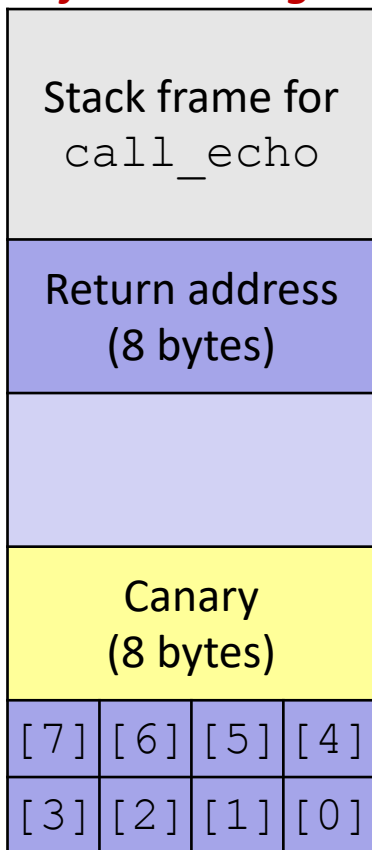 Stack frame for
call_echo
Return address
(8 bytes)
Canary
(8 bytes)
[7] [6] [5] [4]
[3] [2] [1] [0]